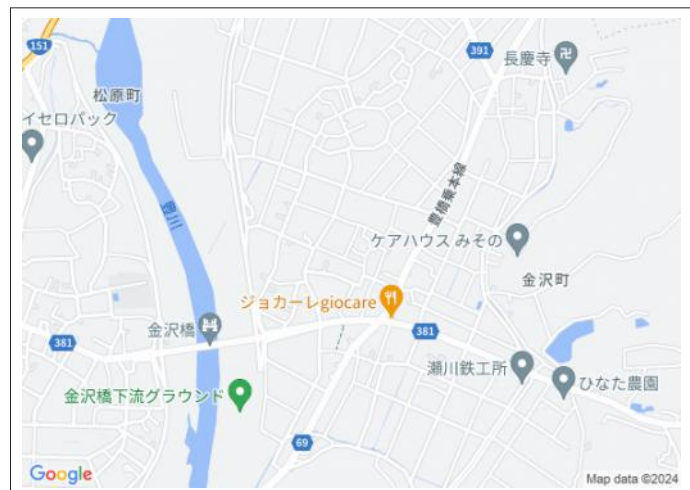 151
391
長慶寺
松原町
イセロパック
豊川
豊橋乗本線
ケアハウス みその
金沢町
ジョカーレgiocare
金沢橋
381
381
瀬川鉄工所
ひなた農園
金沢橋下流グラウンド
69
Google
Map data ©2024